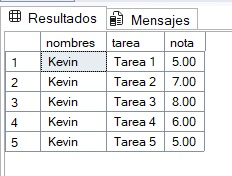 Resultados Mensajes
nombres tarea nota
1 Kevin Tarea 1 5.00
2 Kevin Tarea 2 7.00
3 Kevin Tarea 3 8.00
4 Kevin Tarea 4 6.00
5 Kevin Tarea 5 5.00